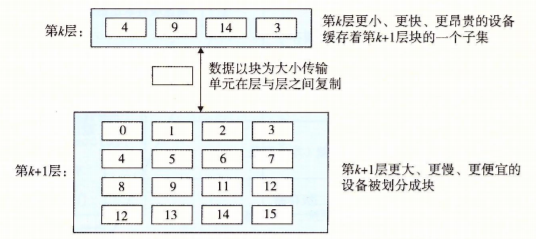 第k层：
4 9 14 3
第k层更小、更快、更昂贵的设备
缓存着第k+1层块的一个子集
数据以块为大小传输
单元在层与层之间复制
0 1 2 3
第k+1层：
4 5 6 7
8 9 11 12
12 13 14 15
第k+1层更大、更慢、更便宜的
设备被划分成块